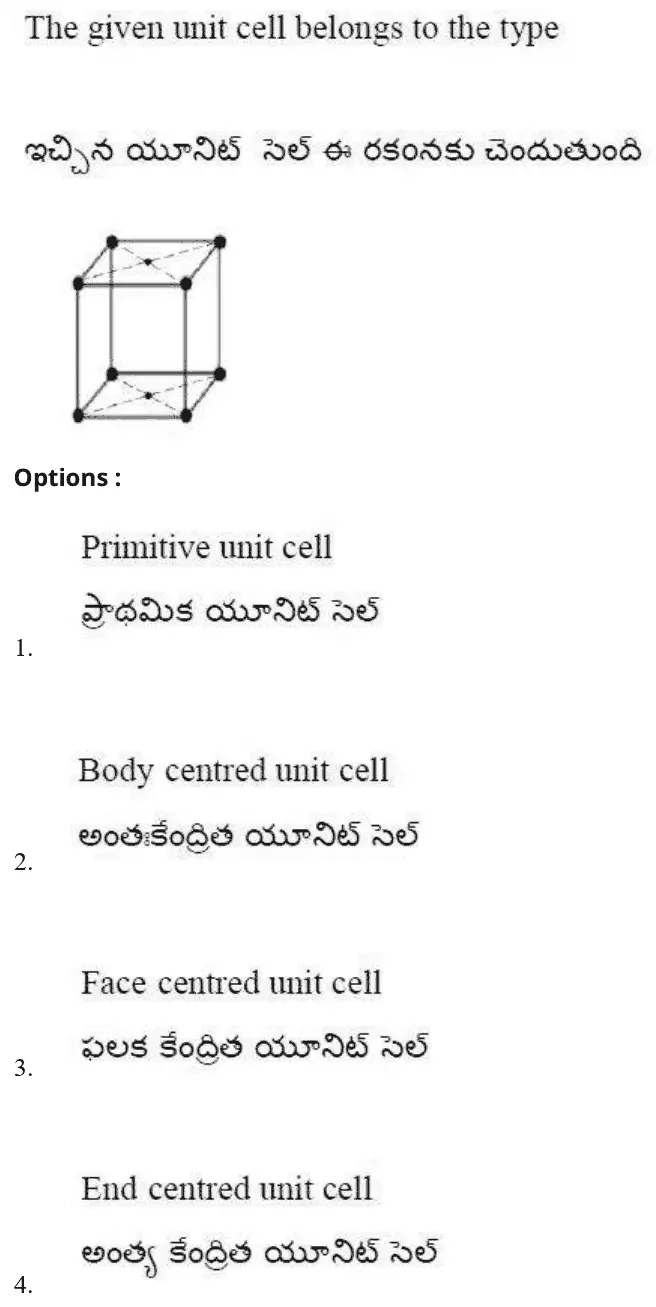 The given unit cell belongs to the type
ఇచ్చిన యూనిట్ సెల్ ఈ రకంనకు చెందుతుంది
Options :
Primitive unit cell
ప్రాథమిక యూనిట్ సెల్
1.
Body centred unit cell
అంతఃకేంద్రిత యూనిట్ సెల్
2.
Face centred unit cell
ఫలక కేంద్రిత యూనిట్ సెల్
3.
End centred unit cell
అంత్య కేంద్రిత యూనిట్ సెల్
4.